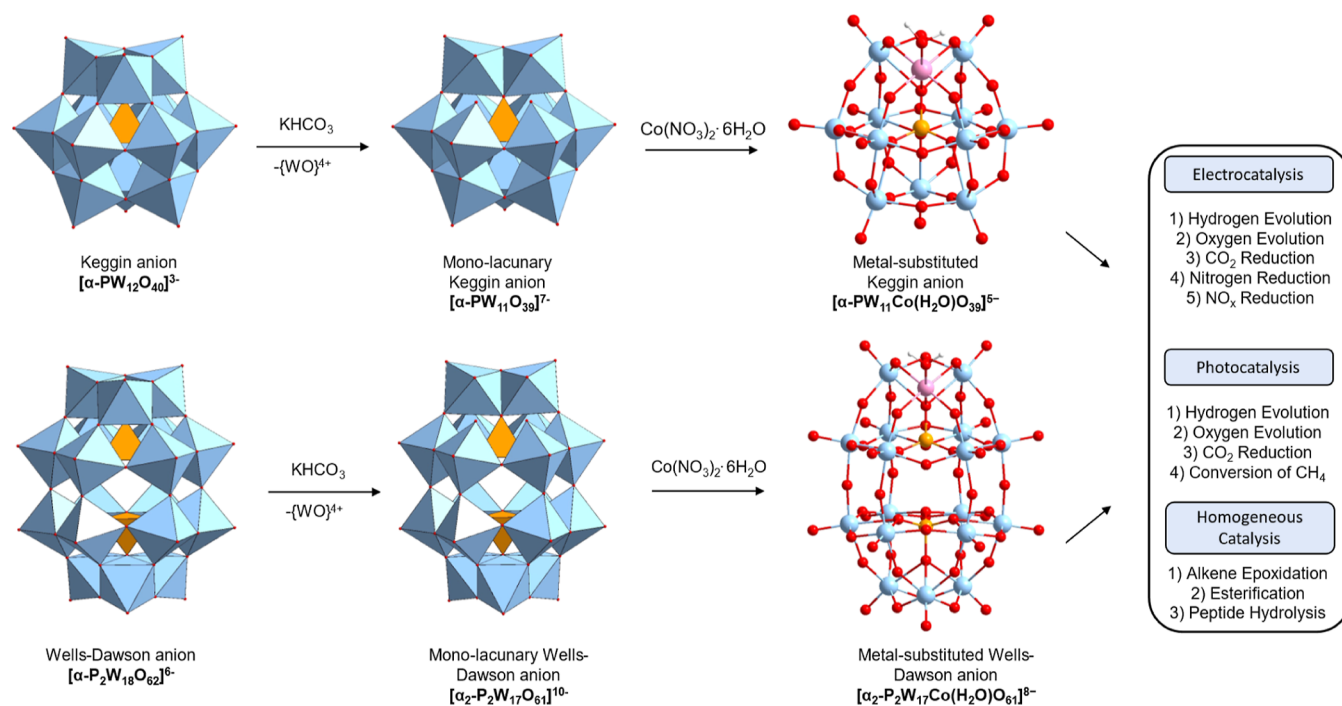 KHCO₃
-{WO}⁴⁺
Co(NO₃)₂· 6H₂O
Keggin anion
[α-PW₁₂O₄₀]³⁻
Mono-lacunary
Keggin anion
[α-PW₁₁O₃₉]⁷⁻
Metal-substituted
Keggin anion
[α-PW₁₁Co(H₂O)O₃₉]⁵⁻
KHCO₃
-{WO}⁴⁺
Co(NO₃)₂· 6H₂O
Wells-Dawson anion
[α-P₂W₁₈O₆₂]⁶⁻
Mono-lacunary Wells-
Dawson anion
[α₂-P₂W₁₇O₆₁]¹⁰⁻
Metal-substituted Wells-
Dawson anion
[α₂-P₂W₁₇Co(H₂O)O₆₁]⁸⁻
Electrocatalysis
1) Hydrogen Evolution
2) Oxygen Evolution
3) CO₂ Reduction
4) Nitrogen Reduction
5) NOₓ Reduction
Photocatalysis
1) Hydrogen Evolution
2) Oxygen Evolution
3) CO₂ Reduction
4) Conversion of CH₄
Homogeneous
Catalysis
1) Alkene Epoxidation
2) Esterification
3) Peptide Hydrolysis